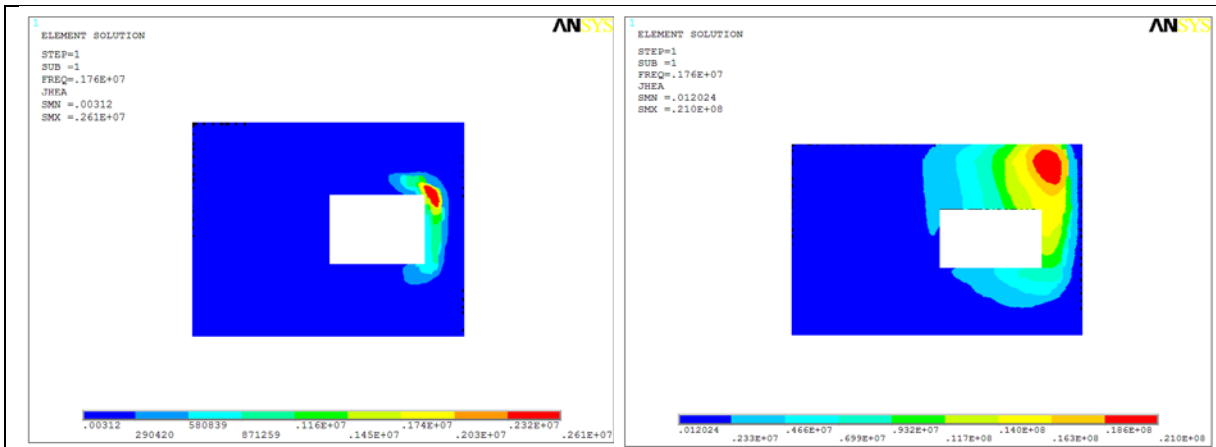 1
ANSYS
ELEMENT SOLUTION
STEP=1
SUB =1
FREQ=.176E+07
JHEA
SMN =.00312
SMX =.261E+07
.00312 580839 .116E+07 .174E+07 .232E+07
290420 871259 .145E+07 .203E+07 .261E+07
1
ANSYS
ELEMENT SOLUTION
STEP=1
SUB =1
FREQ=.176E+07
JHEA
SMN =.012024
SMX =.210E+08
.012024 .466E+07 .932E+07 .140E+08 .186E+08
.233E+07 .699E+07 .117E+08 .163E+08 .210E+08